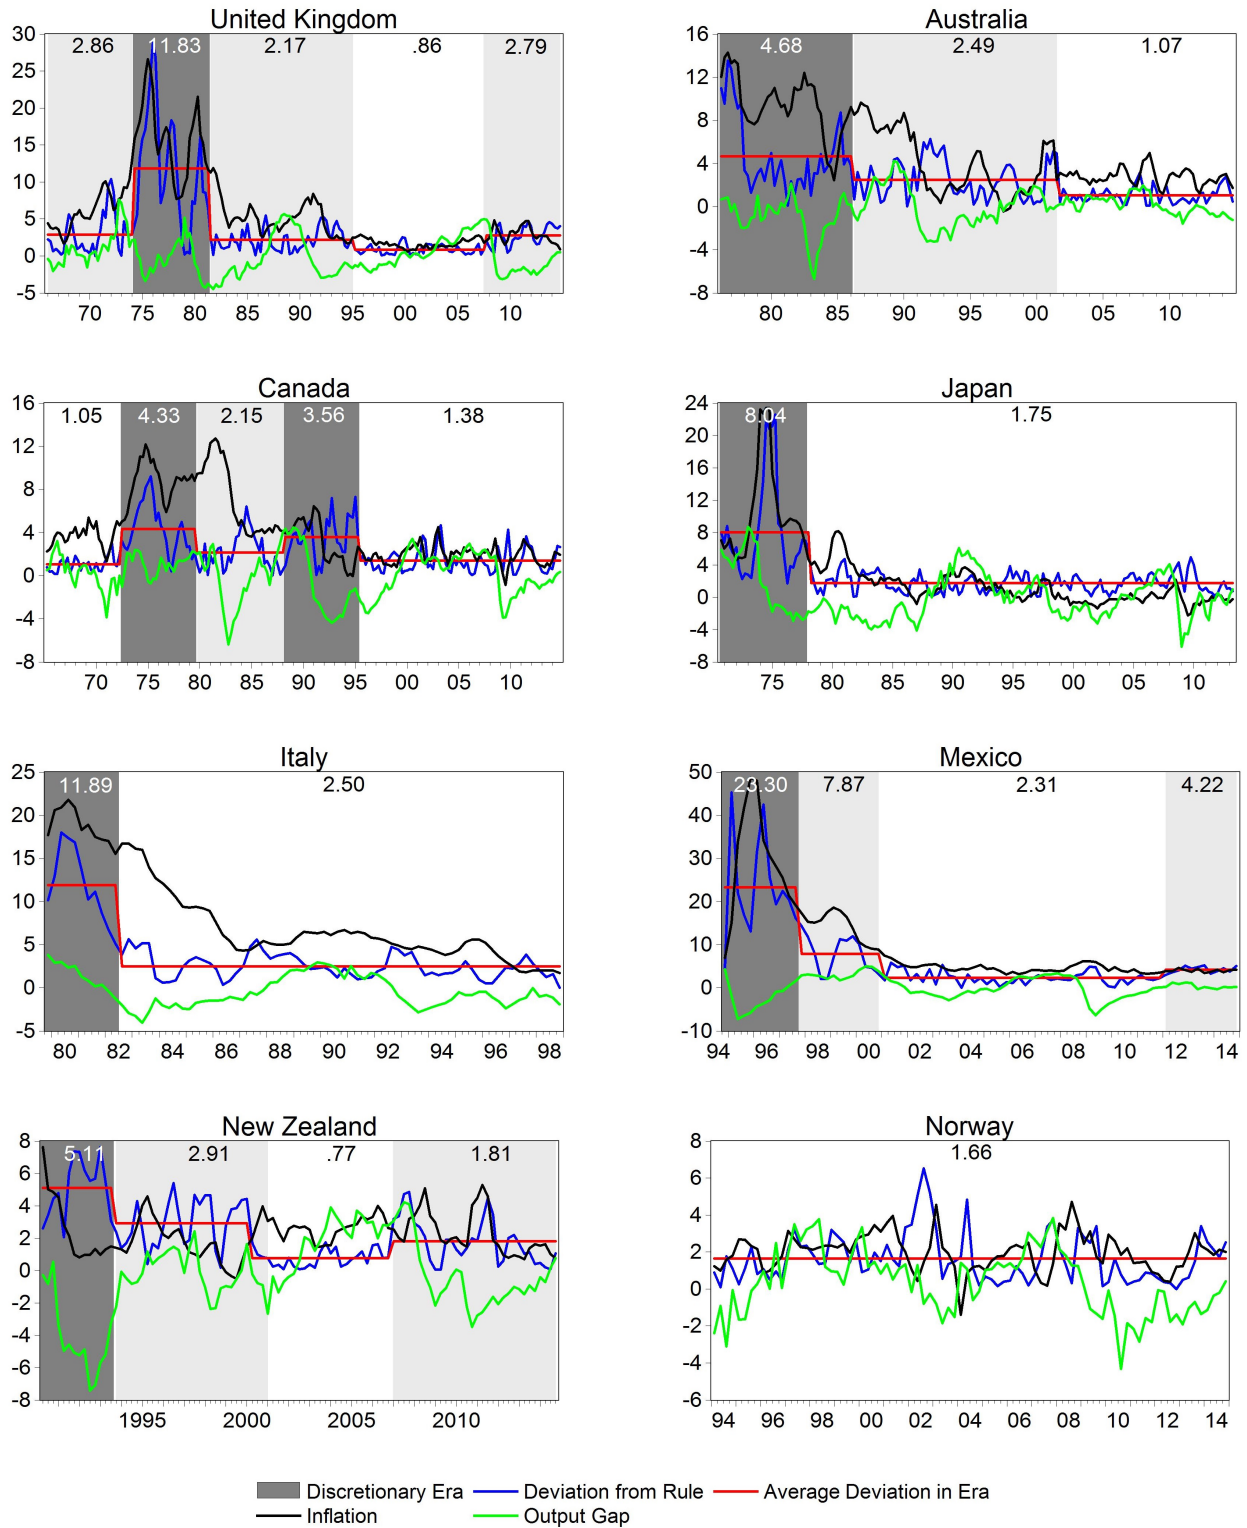 United Kingdom
30
25
20
15
10
5
0
-5
2.86 11.83 2.17 .86 2.79
70 75 80 85 90 95 00 05 10
Australia
16
12
8
4
0
-4
-8
4.68 2.49 1.07
80 85 90 95 00 05 10
Canada
16
12
8
4
0
-4
-8
1.05 4.33 2.15 3.56 1.38
70 75 80 85 90 95 00 05 10
Japan
24
20
16
12
8
4
0
-4
-8
8.04 1.75
75 80 85 90 95 00 05 10
Italy
25
20
15
10
5
0
-5
11.89 2.50
80 82 84 86 88 90 92 94 96 98
Mexico
50
40
30
20
10
0
-10
23.30 7.87 2.31 4.22
94 96 98 00 02 04 06 08 10 12 14
New Zealand
8
6
4
2
0
-2
-4
-6
-8
5.11 2.91 .77 1.81
1995 2000 2005 2010
Norway
8
6
4
2
0
-2
-4
-6
1.66
94 96 98 00 02 04 06 08 10 12 14
Discretionary Era Deviation from Rule Average Deviation in Era
Inflation Output Gap